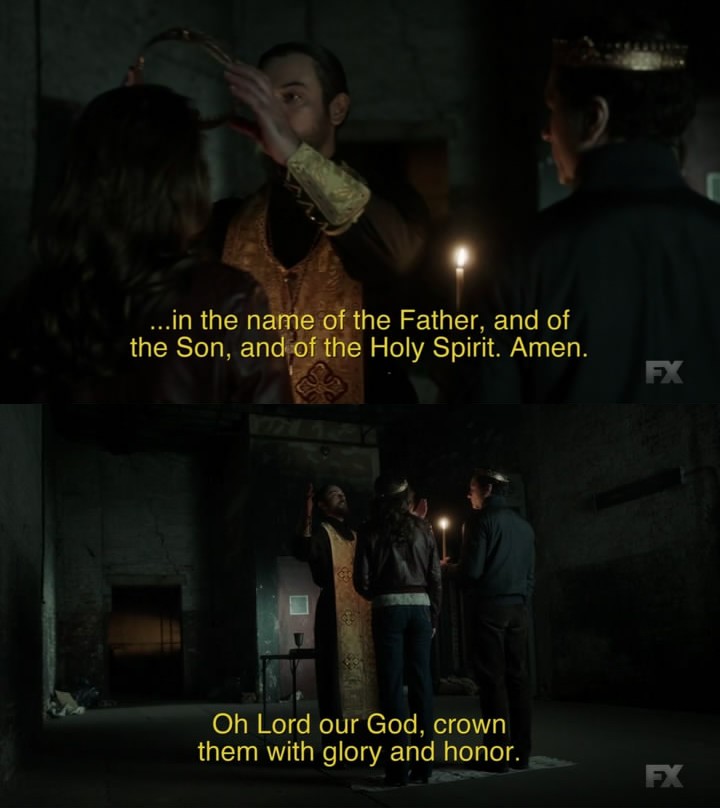 ...in the name of the Father, and of
the Son, and of the Holy Spirit. Amen.
FX
Oh Lord our God, crown
them with glory and honor.
FX